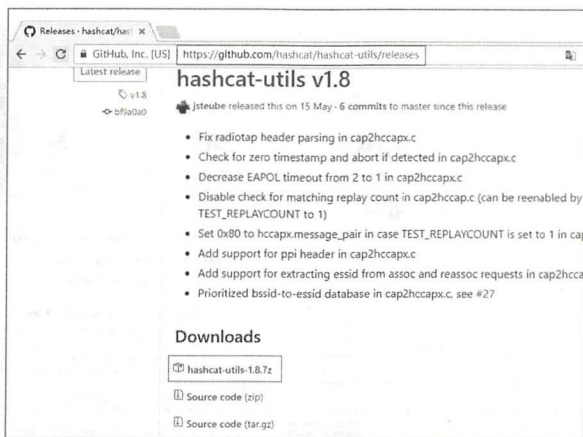 Releases · hashcat/has
GitHub, Inc. [US] https://github.com/hashcat/hashcat-utils/releases
Latest release
v1.8
bf9a0a0
hashcat-utils v1.8
jsteube released this on 15 May · 6 commits to master since this release
• Fix radiotap header parsing in cap2hccapx.c
• Check for zero timestamp and abort if detected in cap2hccapx.c
• Decrease EAPOL timeout from 2 to 1 in cap2hccapx.c
• Disable check for matching replay count in cap2hccap.c (can be reenabled by
TEST_REPLAYCOUNT to 1)
• Set 0x80 to hccapx.message_pair in case TEST_REPLAYCOUNT is set to 1 in cap
• Add support for ppi header in cap2hccapx.c
• Add support for extracting essid from assoc and reassoc requests in cap2hcca
• Prioritized bssid-to-essid database in cap2hccapx.c, see #27
Downloads
hashcat-utils-1.8.7z
Source code (zip)
Source code (tar.gz)